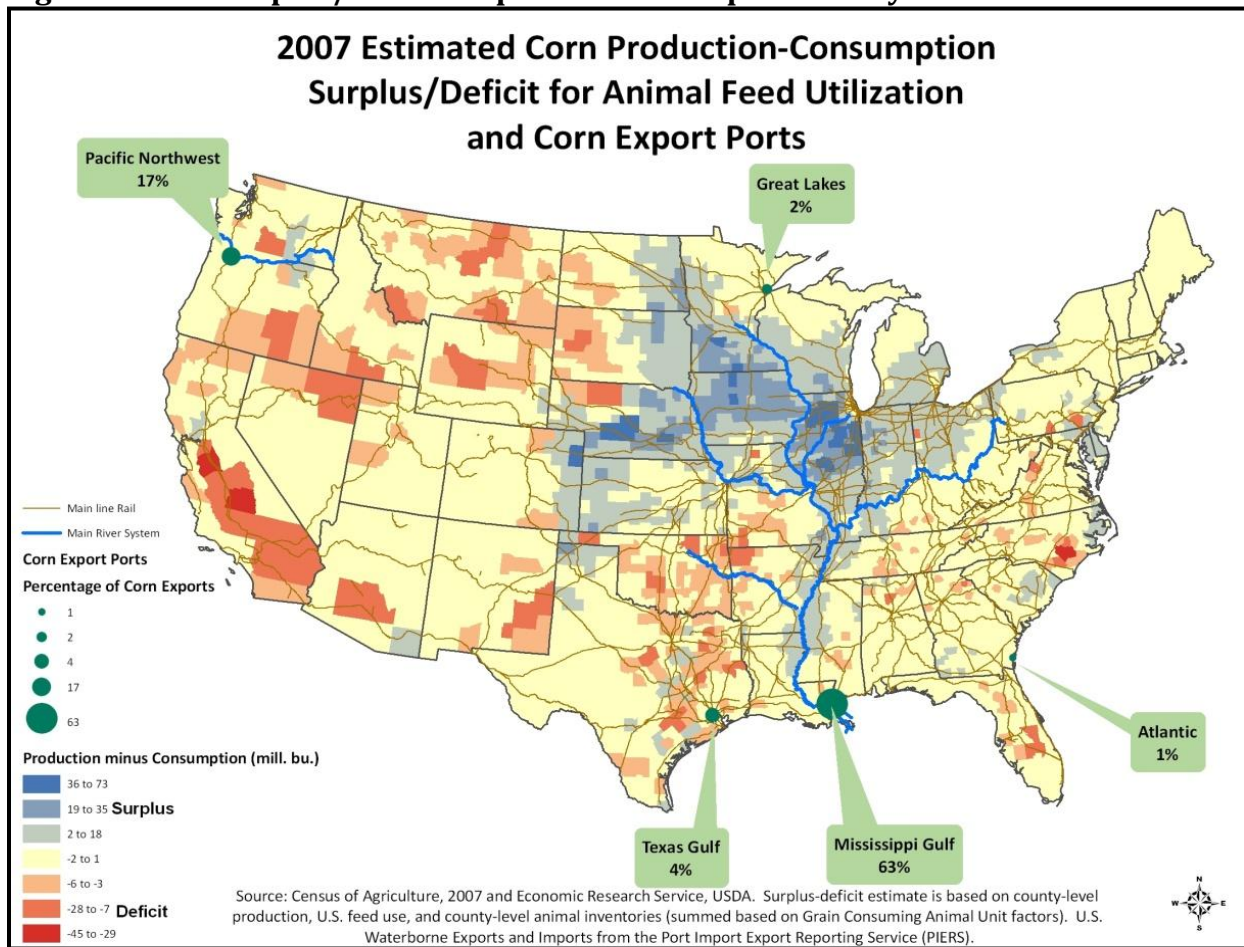 2007 Estimated Corn Production-Consumption
Surplus/Deficit for Animal Feed Utilization
and Corn Export Ports
Pacific Northwest
17%
Great Lakes
2%
Main line Rail
Main River System
Corn Export Ports
Percentage of Corn Exports
1
2
4
17
63
Production minus Consumption (mill. bu.)
36 to 73
19 to 35 Surplus
2 to 18
-2 to 1
-6 to -3
-28 to -7 Deficit
-45 to -29
Atlantic
1%
Texas Gulf
4%
Mississippi Gulf
63%
Source: Census of Agriculture, 2007 and Economic Research Service, USDA. Surplus-deficit estimate is based on county-level
production, U.S. feed use, and county-level animal inventories (summed based on Grain Consuming Animal Unit factors). U.S.
Waterborne Exports and Imports from the Port Import Export Reporting Service (PIERS).
N
W E
S